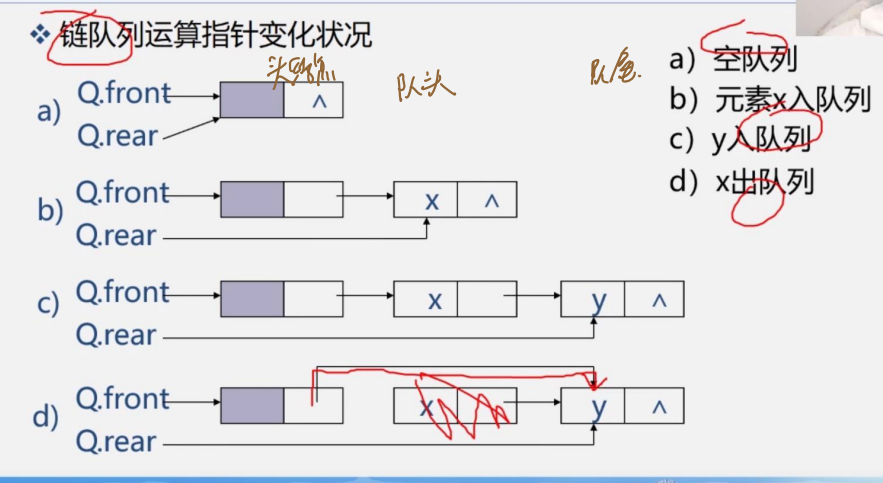 ❖ 链队列运算指针变化状况
头结点
队头
队尾
a) Q.front
∧
Q.rear
b) Q.front
x ∧
Q.rear
c) Q.front
x
y ∧
Q.rear
d) Q.front
x
y ∧
Q.rear
a）空队列
b）元素x入队列
c）y入队列
d）x出队列